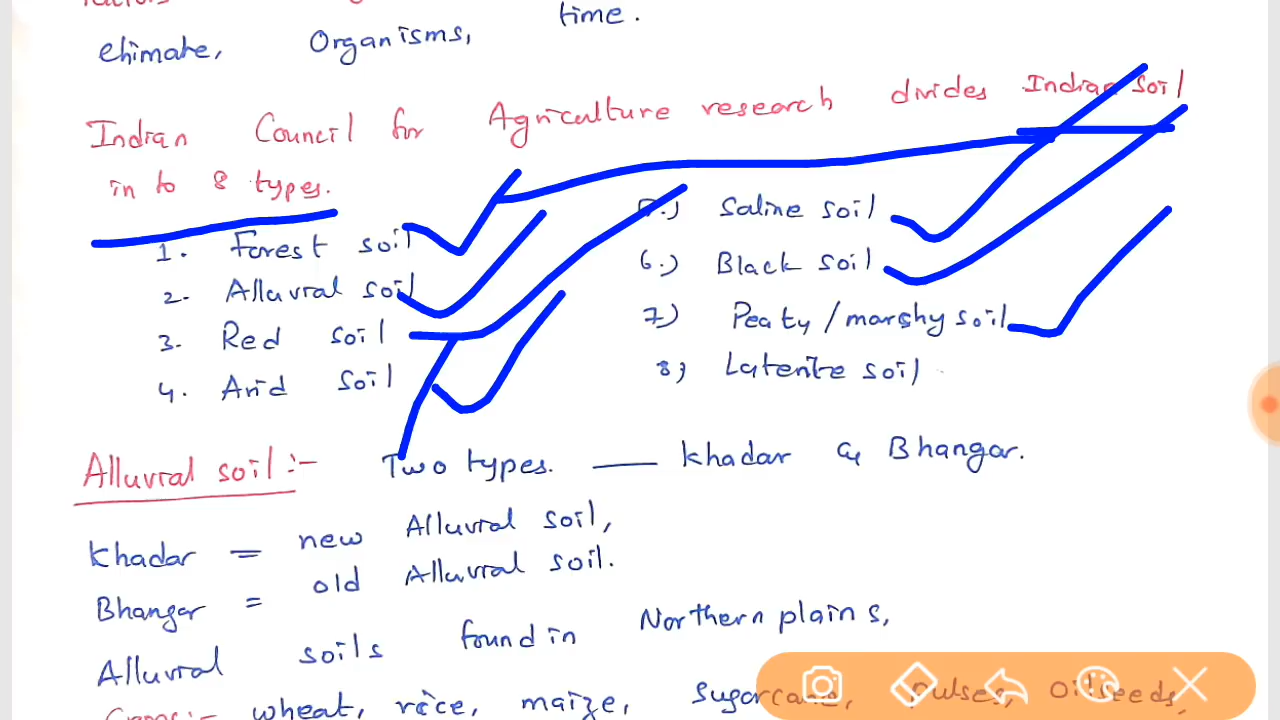 climate, Organisms, time.
Indian Council for Agriculture research divides Indian Soil
in to 8 types.
1. Forest soil
2. Alluvial soil
3. Red soil
4. Arid soil
5.) Saline soil
6.) Black soil
7) Peaty / marshy soil
8) Laterite soil
Alluvial soil :- Two types. — Khadar & Bhangar.
Khadar = new Alluvial soil,
Bhangar = old Alluvial soil.
Alluvial soils found in Northern plains,
Crops :- wheat, rice, maize, sugarcane, pulses, oilseeds,